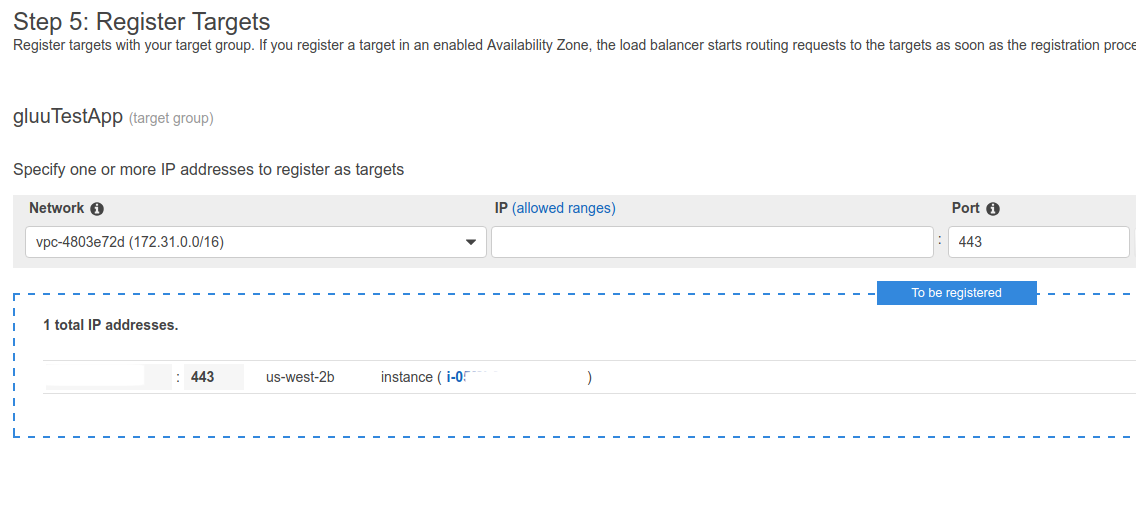 Step 5: Register Targets
Register targets with your target group. If you register a target in an enabled Availability Zone, the load balancer starts routing requests to the targets as soon as the registration proce
gluuTestApp (target group)
Specify one or more IP addresses to register as targets
Network IP (allowed ranges) Port
vpc-4803e72d (172.31.0.0/16) : 443
To be registered
1 total IP addresses.
: 443 us-west-2b instance ( i-0 )